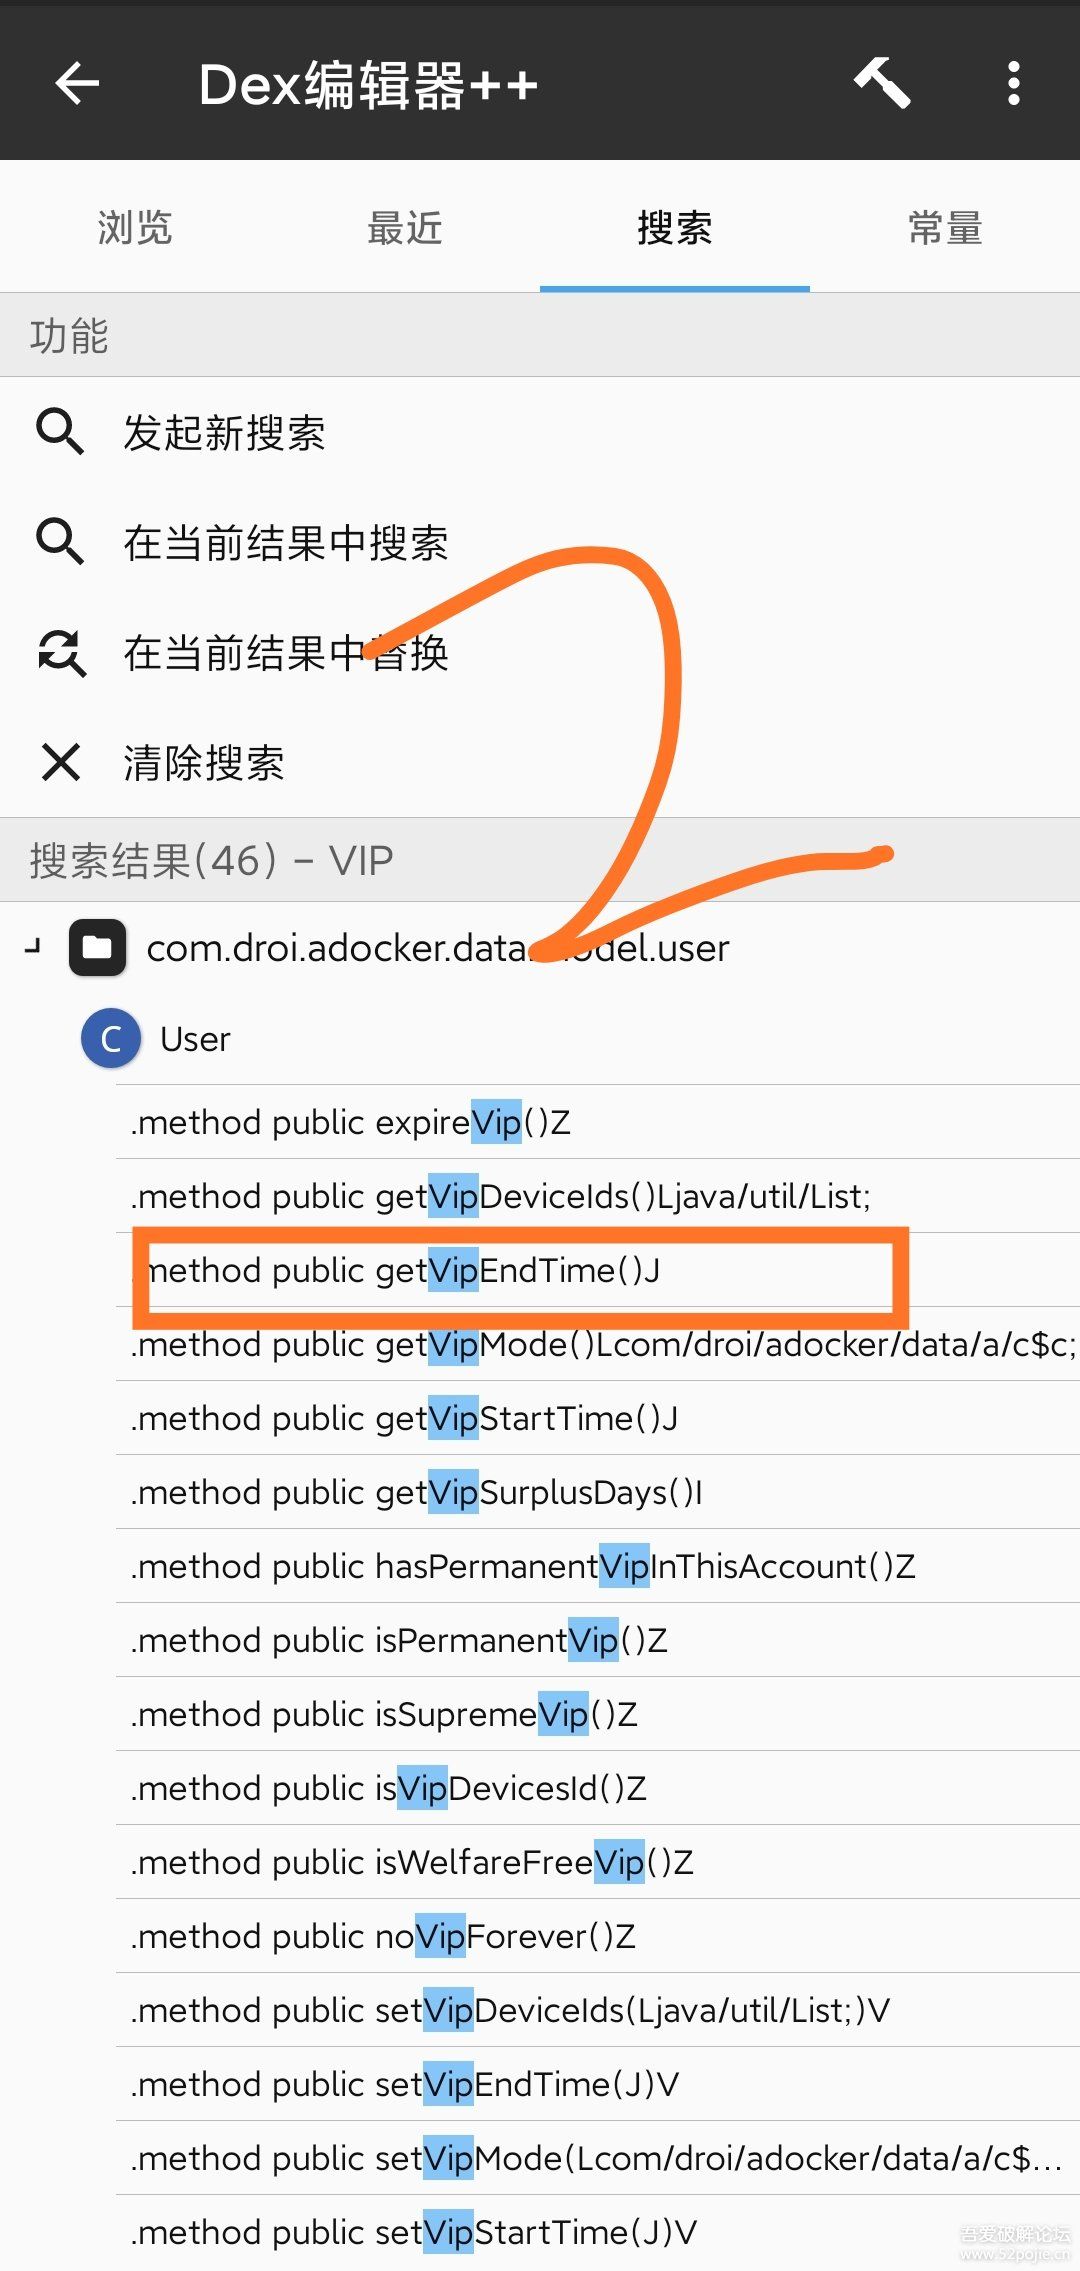 Dex编辑器++
浏览 最近 搜索 常量
功能
发起新搜索
在当前结果中搜索
在当前结果中替换
清除搜索
搜索结果(46) - VIP
com.droi.adocker.data.model.user
C User
.method public expireVip()Z
.method public getVipDeviceIds()Ljava/util/List;
.method public getVipEndTime()J
.method public getVipMode()Lcom/droi/adocker/data/a/c$c;
.method public getVipStartTime()J
.method public getVipSurplusDays()I
.method public hasPermanentVipInThisAccount()Z
.method public isPermanentVip()Z
.method public isSupremeVip()Z
.method public isVipDevicesId()Z
.method public isWelfareFreeVip()Z
.method public noVipForever()Z
.method public setVipDeviceIds(Ljava/util/List;)V
.method public setVipEndTime(J)V
.method public setVipMode(Lcom/droi/adocker/data/a/c$...
.method public setVipStartTime(J)V
2
吾爱破解论坛
www.52pojie.cn